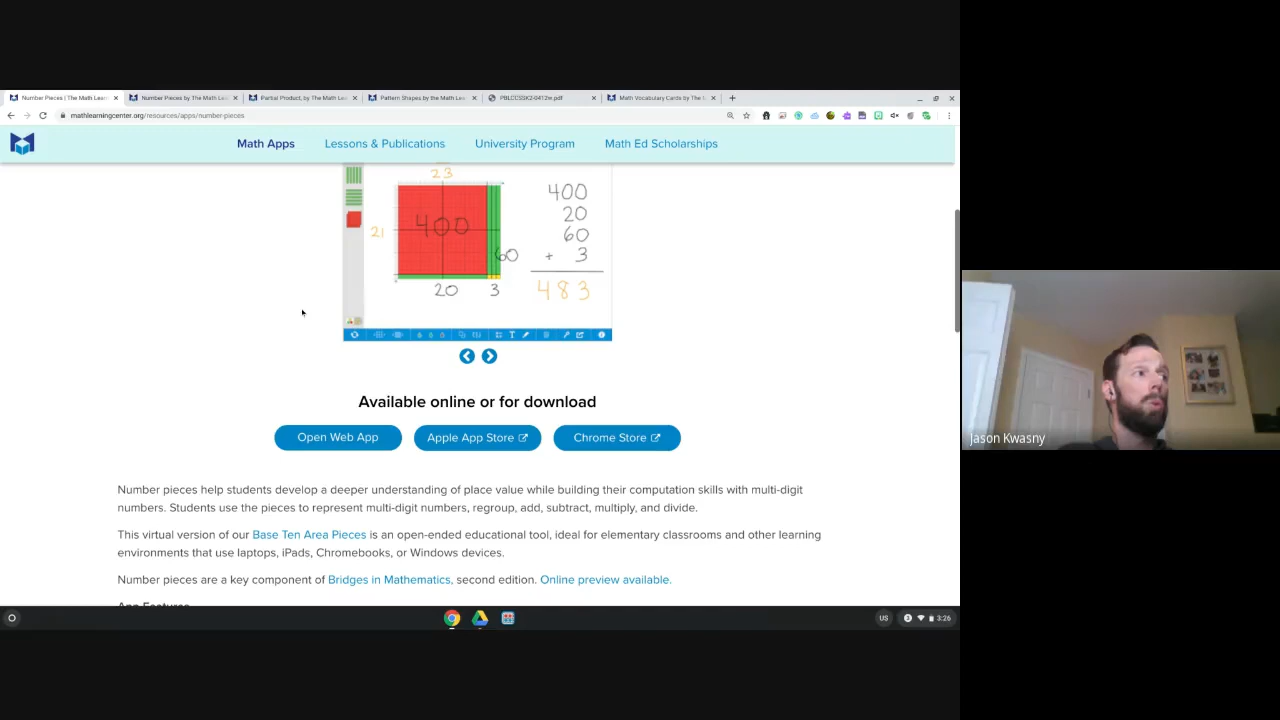 Number Pieces | The Math Lear
Number Pieces by The Math Le
Partial Product, by The Math Le
Pattern Shapes by the Math Le
PBLCCSSK2-0412w.pdf
Math Vocabulary Cards by The
mathlearningcenter.org/resources/apps/number-pieces
Math Apps
Lessons & Publications
University Program
Math Ed Scholarships
23
21
400
60
20
3
400
20
60
+ 3
483
Available online or for download
Open Web App
Apple App Store
Chrome Store
Number pieces help students develop a deeper understanding of place value while building their computation skills with multi-digit
numbers. Students use the pieces to represent multi-digit numbers, regroup, add, subtract, multiply, and divide.
This virtual version of our Base Ten Area Pieces is an open-ended educational tool, ideal for elementary classrooms and other learning
environments that use laptops, iPads, Chromebooks, or Windows devices.
Number pieces are a key component of Bridges in Mathematics, second edition. Online preview available.
App Features
US
3:26
Jason Kwasny